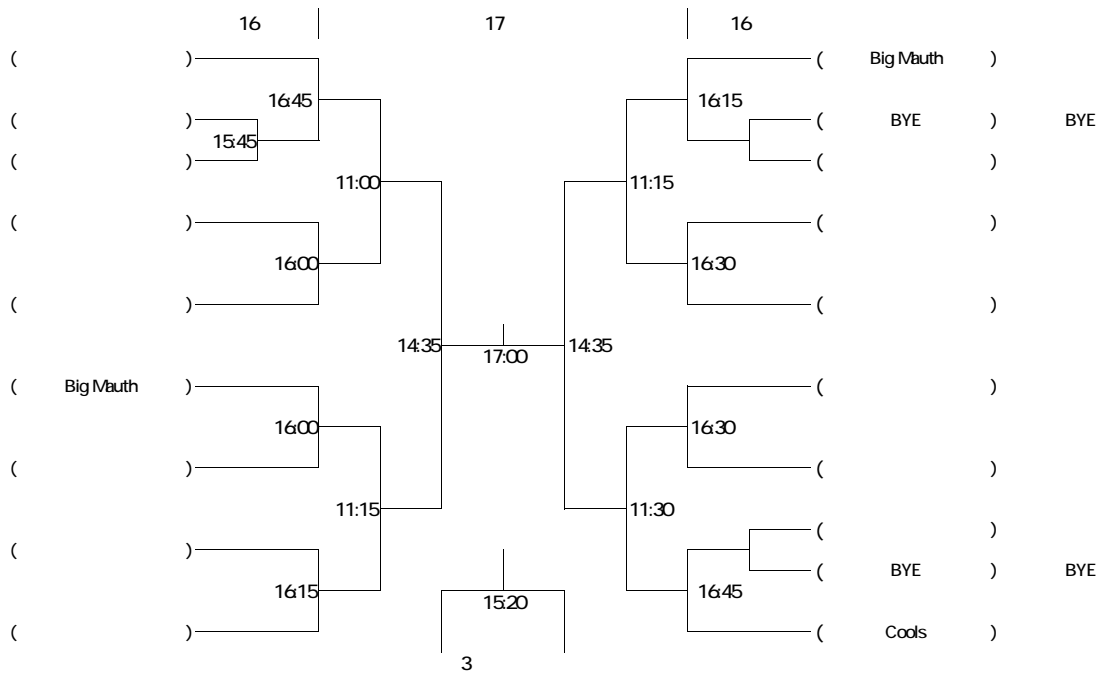 16 17 16
( ) ( Big Mauth )
16:45 16:15
( ) ( BYE ) BYE
15:45
( ) ( )
11:00 11:15
( ) ( )
16:00 16:30
( ) ( )
14:35 14:35
17:00
( Big Mauth ) ( )
16:00 16:30
( ) ( )
11:15 11:30
( )
( )
( BYE ) BYE
16:15 16:45
15:20
( ) ( Cools )
3